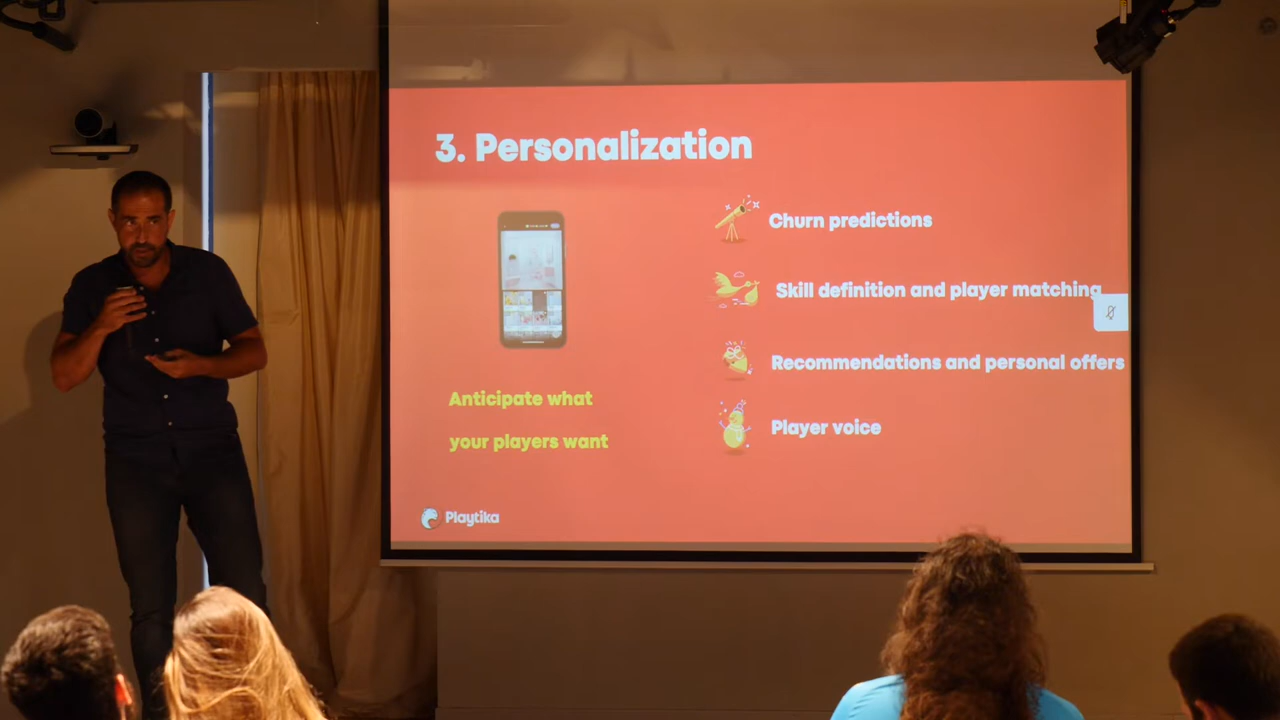 3. Personalization
Churn predictions
Skill definition and player matching
Recommendations and personal offers
Player voice
Anticipate what
your players want
Playtika